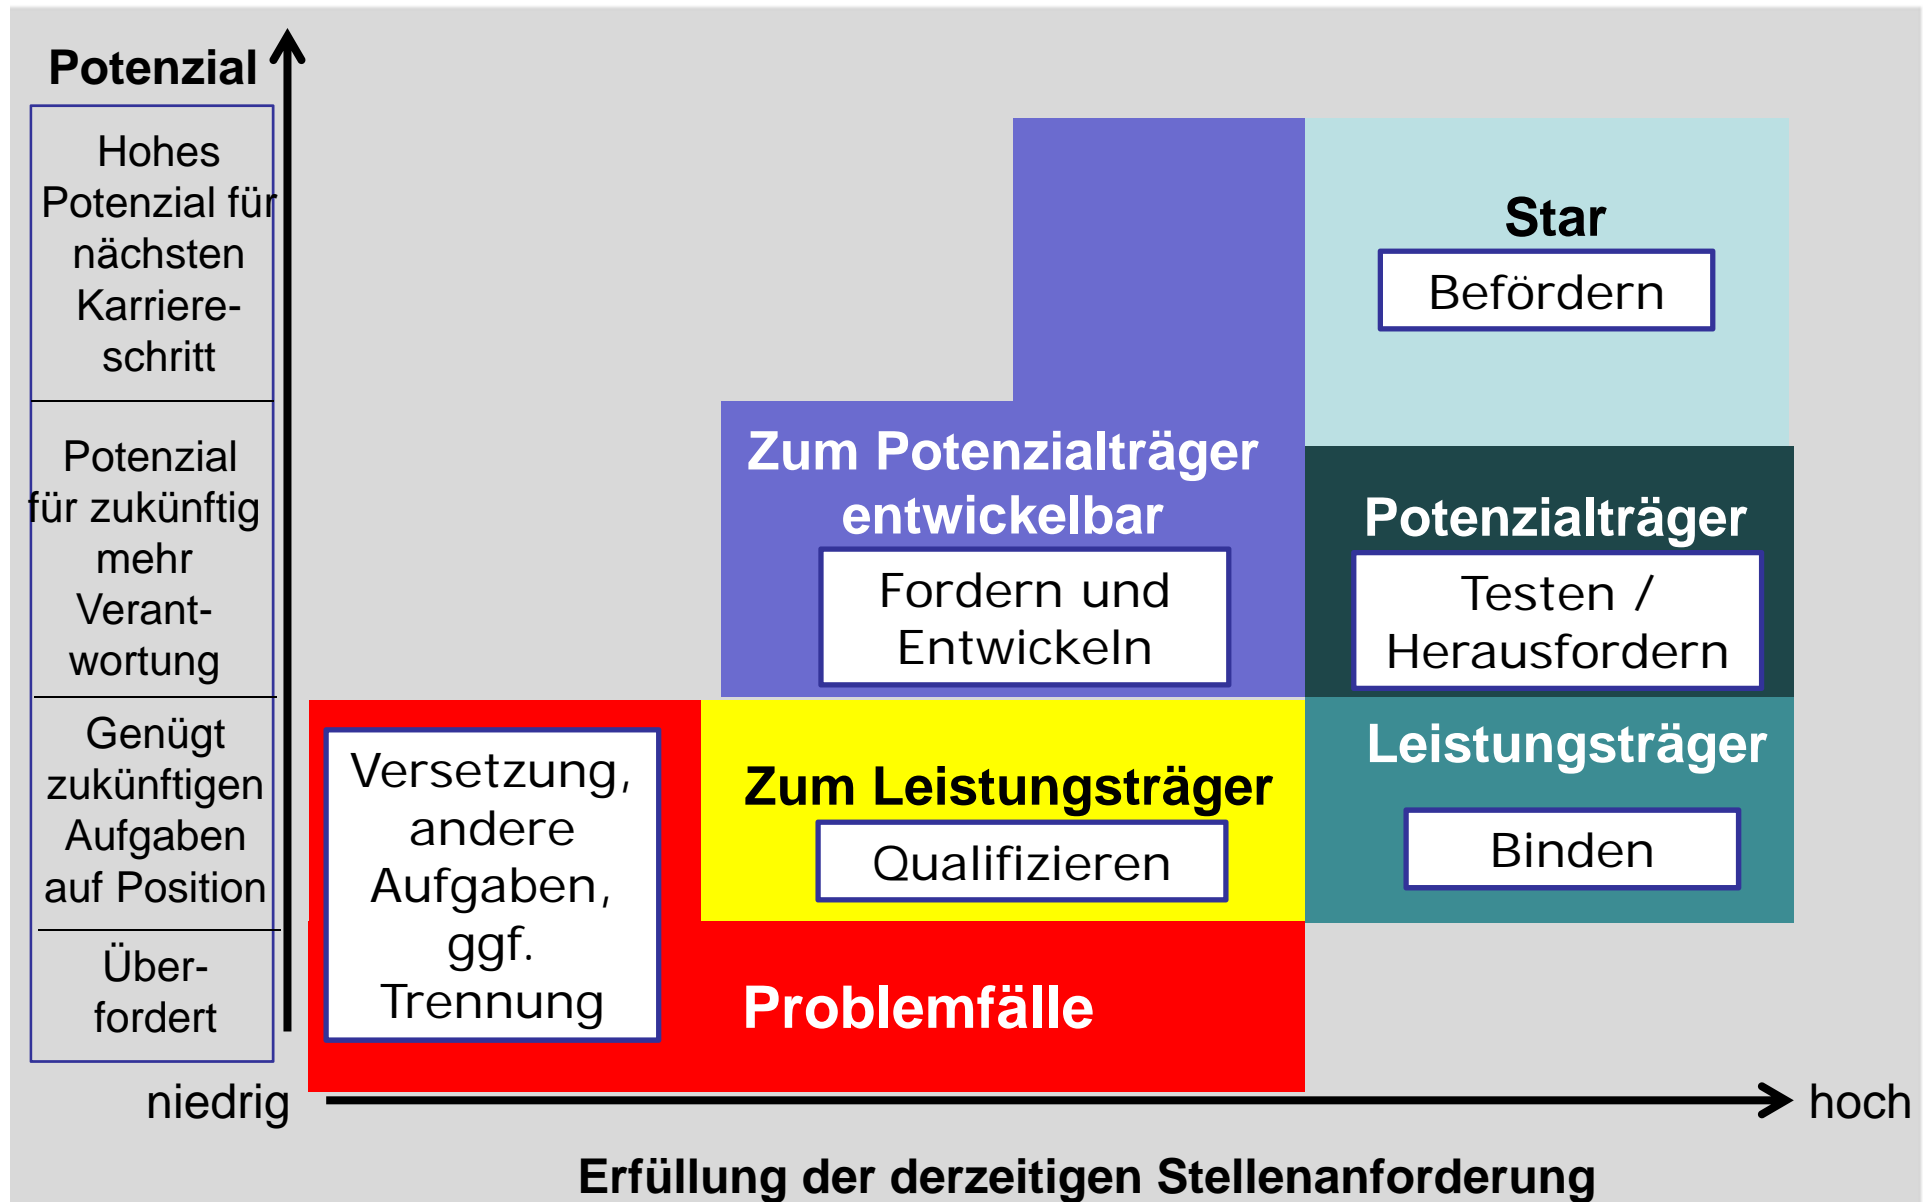 Potenzial
Hohes
Potenzial für
nächsten
Karriere-
schritt
Potenzial
für zukünftig
mehr
Verant-
wortung
Genügt
zukünftigen
Aufgaben
auf Position
Über-
fordert
Star
Befördern
Zum Potenzialträger
entwickelbar
Fordern und
Entwickeln
Potenzialträger
Testen /
Herausfordern
Versetzung,
andere
Aufgaben,
ggf.
Trennung
Zum Leistungsträger
Qualifizieren
Leistungsträger
Binden
Problemfälle
niedrig
hoch
Erfüllung der derzeitigen Stellenanforderung